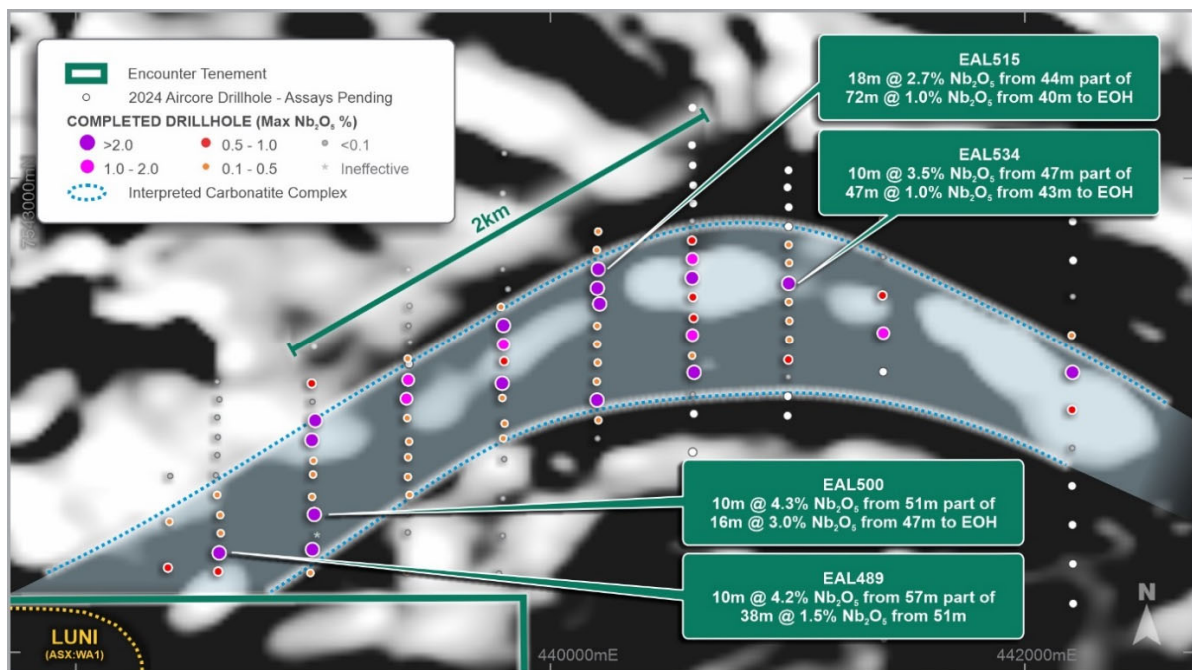 Encounter Tenement
2024 Aircore Drillhole - Assays Pending
COMPLETED DRILLHOLE (Max Nb₂O₅ %)
>2.0
0.5 - 1.0
<0.1
1.0 - 2.0
0.1 - 0.5
Ineffective
Interpreted Carbonatite Complex
EAL515
18m @ 2.7% Nb₂O₅ from 44m part of
72m @ 1.0% Nb₂O₅ from 40m to EOH
EAL534
10m @ 3.5% Nb₂O₅ from 47m part of
47m @ 1.0% Nb₂O₅ from 43m to EOH
7543000mN
2km
EAL500
10m @ 4.3% Nb₂O₅ from 51m part of
16m @ 3.0% Nb₂O₅ from 47m to EOH
EAL489
10m @ 4.2% Nb₂O₅ from 57m part of
38m @ 1.5% Nb₂O₅ from 51m
N
LUNI
(ASX:WA1)
440000mE
442000mE